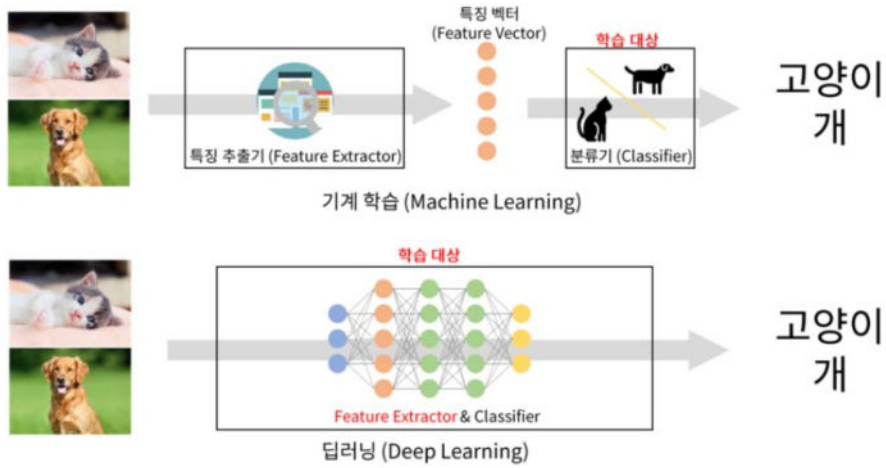 특징 벡터
(Feature Vector)
학습 대상
특징 추출기 (Feature Extractor)
분류기 (Classifier)
고양이
개
기계 학습 (Machine Learning)
학습 대상
Feature Extractor & Classifier
고양이
개
딥러닝 (Deep Learning)